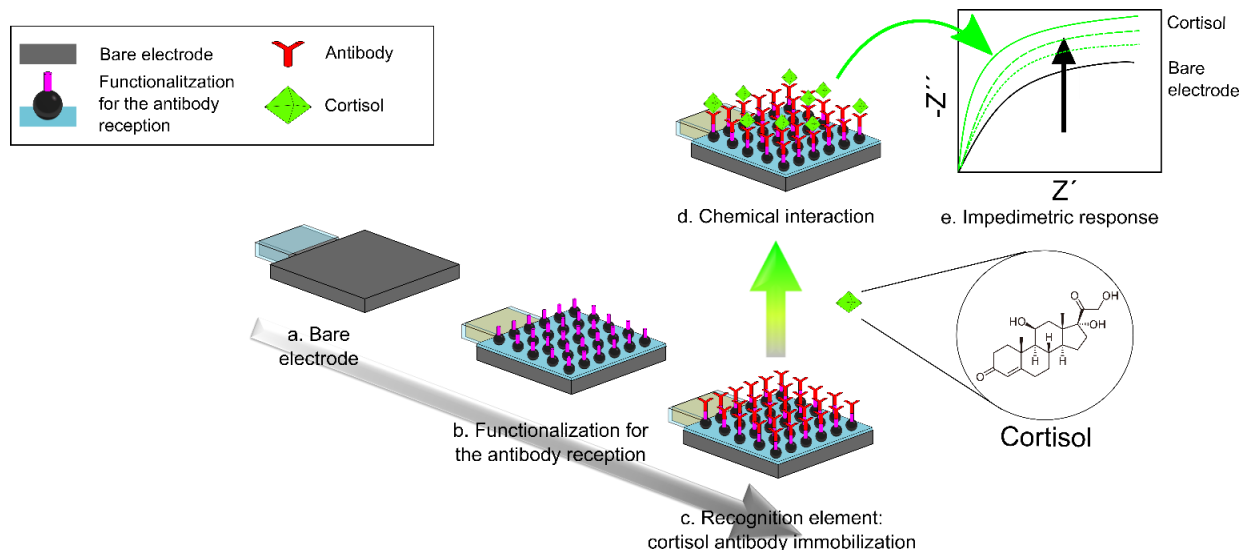 Bare electrode
Functionalitzation
for the antibody
reception
Antibody
Cortisol
Cortisol
Bare
electrode
-Z´´
Z´
d. Chemical interaction
e. Impedimetric response
a. Bare
electrode
b. Functionalization for
the antibody reception
c. Recognition element:
cortisol antibody immobilization
O
OH
HO
OH
H
H
H
O
Cortisol